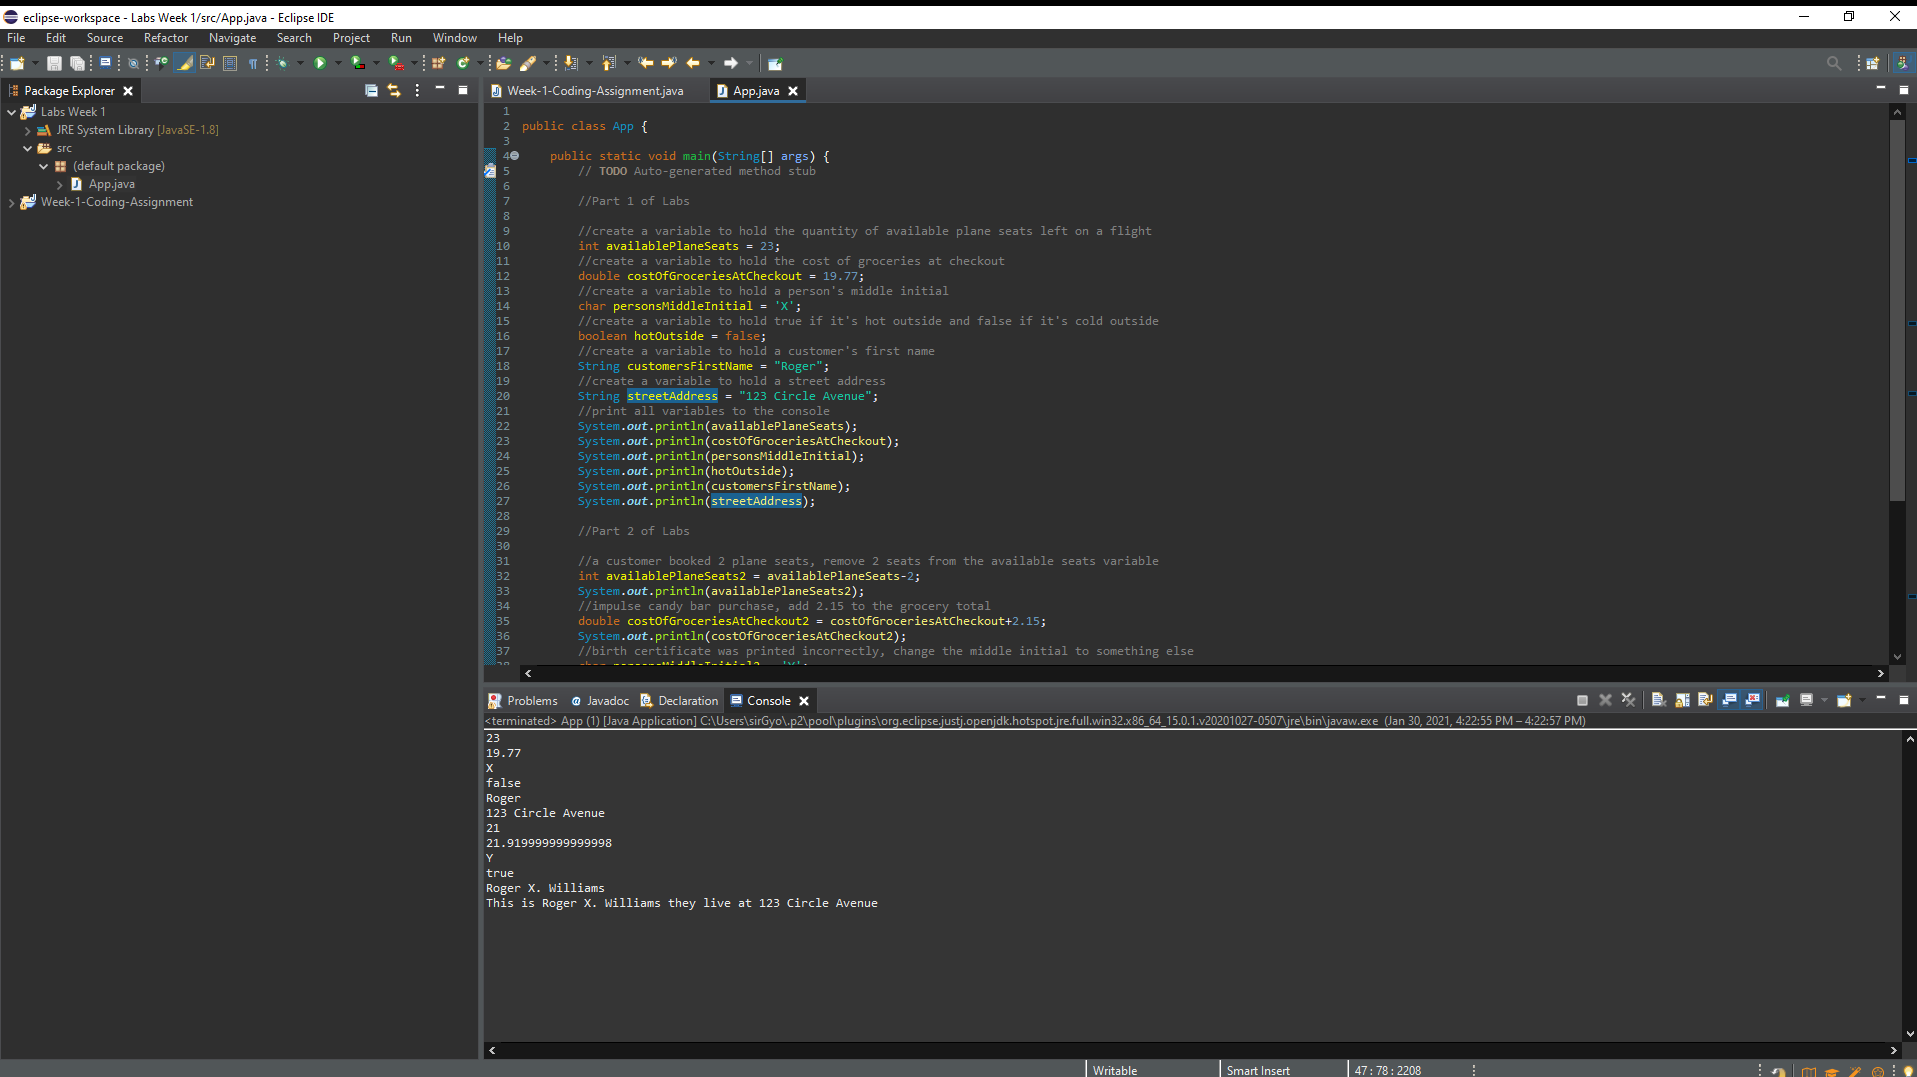 eclipse-workspace - Labs Week 1/src/App.java - Eclipse IDE
File Edit Source Refactor Navigate Search Project Run Window Help
Package Explorer
Labs Week 1
JRE System Library [JavaSE-1.8]
src
(default package)
App.java
Week-1-Coding-Assignment
Week-1-Coding-Assignment.java App.java
1
2 public class App {
3
4 public static void main(String[] args) {
5 // TODO Auto-generated method stub
6
7 //Part 1 of Labs
8
9 //create a variable to hold the quantity of available plane seats left on a flight
10 int availablePlaneSeats = 23;
11 //create a variable to hold the cost of groceries at checkout
12 double costOfGroceriesAtCheckout = 19.77;
13 //create a variable to hold a person's middle initial
14 char personsMiddleInitial = 'X';
15 //create a variable to hold true if it's hot outside and false if it's cold outside
16 boolean hotOutside = false;
17 //create a variable to hold a customer's first name
18 String customersFirstName = "Roger";
19 //create a variable to hold a street address
20 String streetAddress = "123 Circle Avenue";
21 //print all variables to the console
22 System.out.println(availablePlaneSeats);
23 System.out.println(costOfGroceriesAtCheckout);
24 System.out.println(personsMiddleInitial);
25 System.out.println(hotOutside);
26 System.out.println(customersFirstName);
27 System.out.println(streetAddress);
28
29 //Part 2 of Labs
30
31 //a customer booked 2 plane seats, remove 2 seats from the available seats variable
32 int availablePlaneSeats2 = availablePlaneSeats-2;
33 System.out.println(availablePlaneSeats2);
34 //impulse candy bar purchase, add 2.15 to the grocery total
35 double costOfGroceriesAtCheckout2 = costOfGroceriesAtCheckout+2.15;
36 System.out.println(costOfGroceriesAtCheckout2);
37 //birth certificate was printed incorrectly, change the middle initial to something else
38 char personsMiddleInitial2 = 'Y';
Problems Javadoc Declaration Console
<terminated> App (1) [Java Application] C:\Users\sirGyo\.p2\pool\plugins\org.eclipse.justj.openjdk.hotspot.jre.full.win32.x86_64_15.0.1.v20201027-0507\jre\bin\javaw.exe (Jan 30, 2021, 4:22:55 PM – 4:22:57 PM)
23
19.77
X
false
Roger
123 Circle Avenue
21
21.919999999999998
Y
true
Roger X. Williams
This is Roger X. Williams they live at 123 Circle Avenue
Writable Smart Insert 47 : 78 : 2208